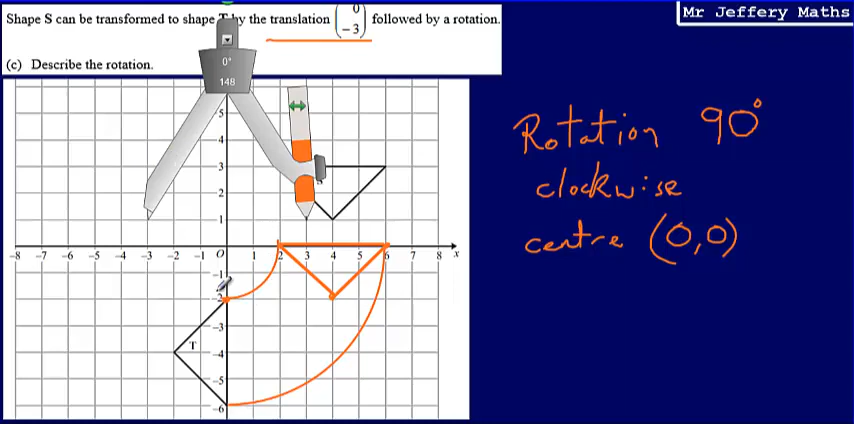 Mr Jeffery Maths
Shape S can be transformed to shape T by the translation (0 -3) followed by a rotation.
(c) Describe the rotation.
0°
148
Rotation 90°
clockwise
centre (0,0)
5
4
3
2
1
-8 -7 -6 -5 -4 -3 -2 -1 O 1 2 3 4 5 6 7 8 x
-1
-2
-3
T
-4
-5
-6